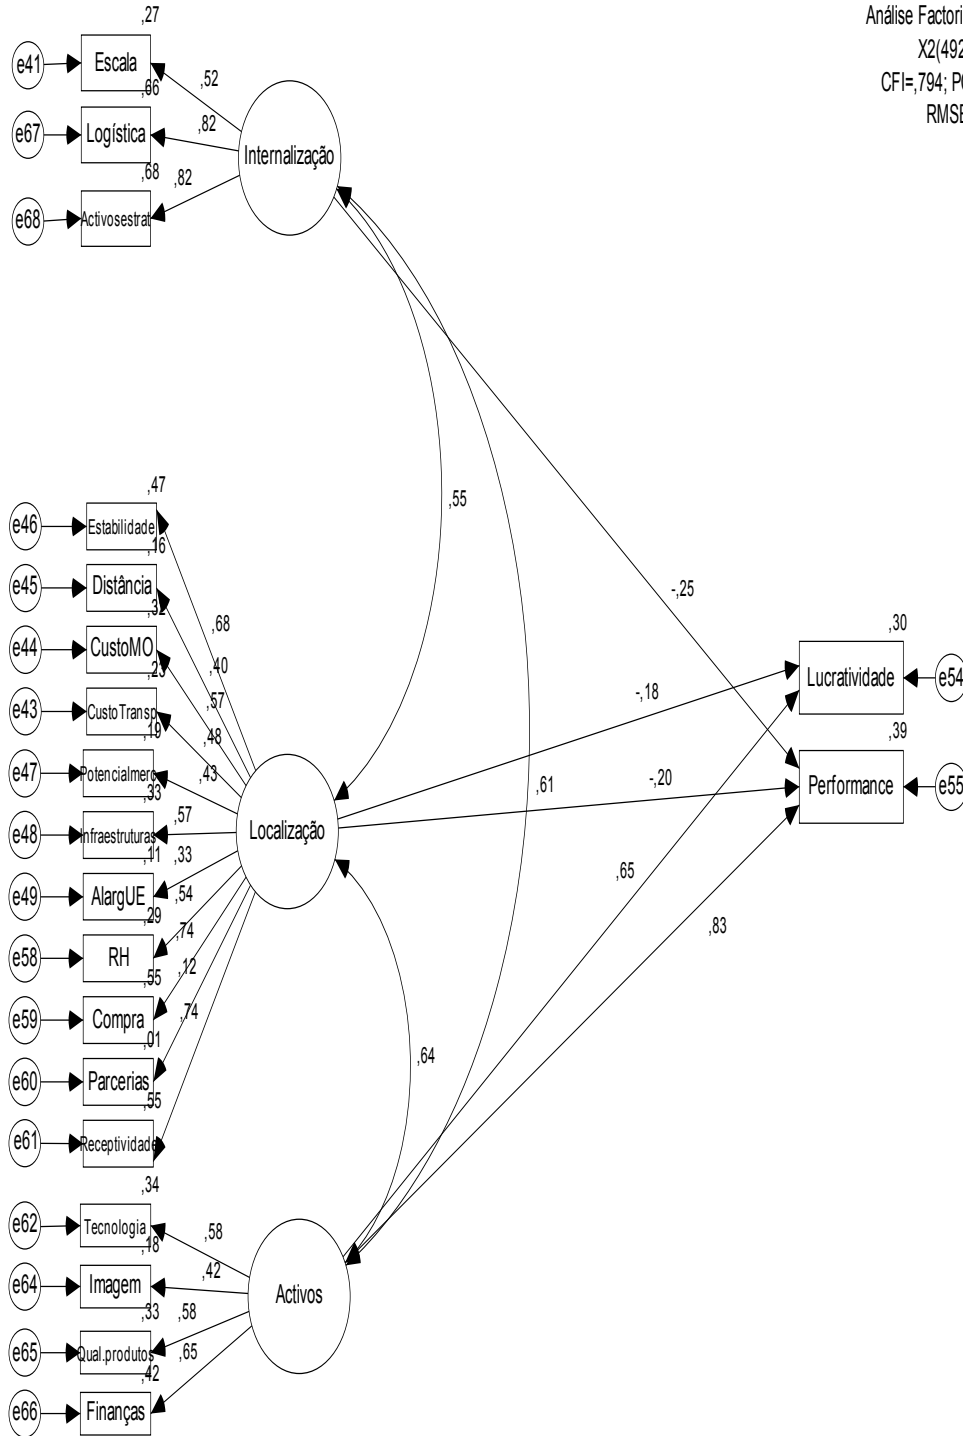 Análise Factori
X2(492
CFI=,794; P
RMSE
,27
e41
Escala
,52
,66
e67
Logística
,82
Internalização
,68
,82
e68
Activosestrat
,47
e46
Estabilidade
,55
,16
e45
Distância
-,25
,32
,68
,30
e44
CustoMO
,40
,23
Lucratividade
e54
,57
-,18
e43
CustoTransp
,19
,48
,39
e47
Potencialmerc
,43
-,20
,61
Performance
e55
,33
,57
Localização
e48
Infraestruturas
,11
,33
,65
e49
AlargUE
,54
,29
,74
,83
e58
RH
,12
,55
,74
e59
Compra
,01
,64
e60
Parcerias
,55
e61
Receptividade
,34
e62
Tecnologia
,58
,18
,42
e64
Imagem
Activos
,33
,58
e65
Qual.produtos
,65
,42
e66
Finanças